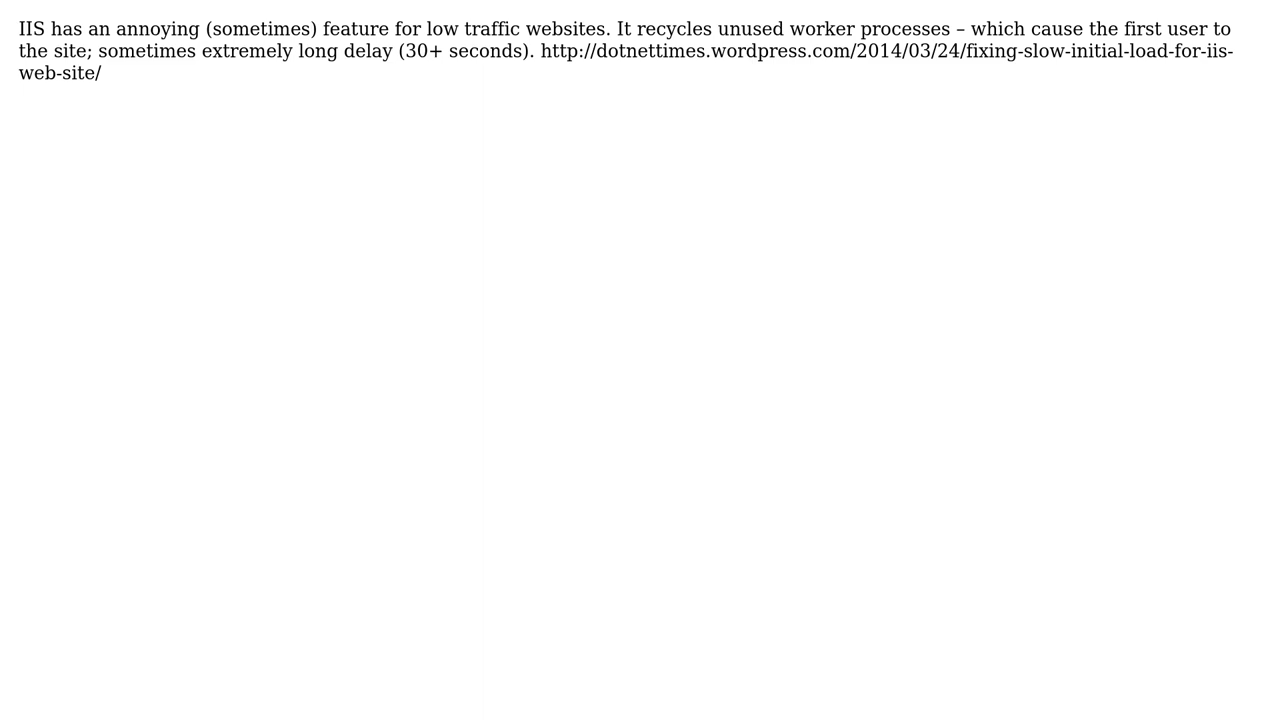 IIS has an annoying (sometimes) feature for low traffic websites. It recycles unused worker processes – which cause the first user to
the site; sometimes extremely long delay (30+ seconds). http://dotnettimes.wordpress.com/2014/03/24/fixing-slow-initial-load-for-iis-
web-site/